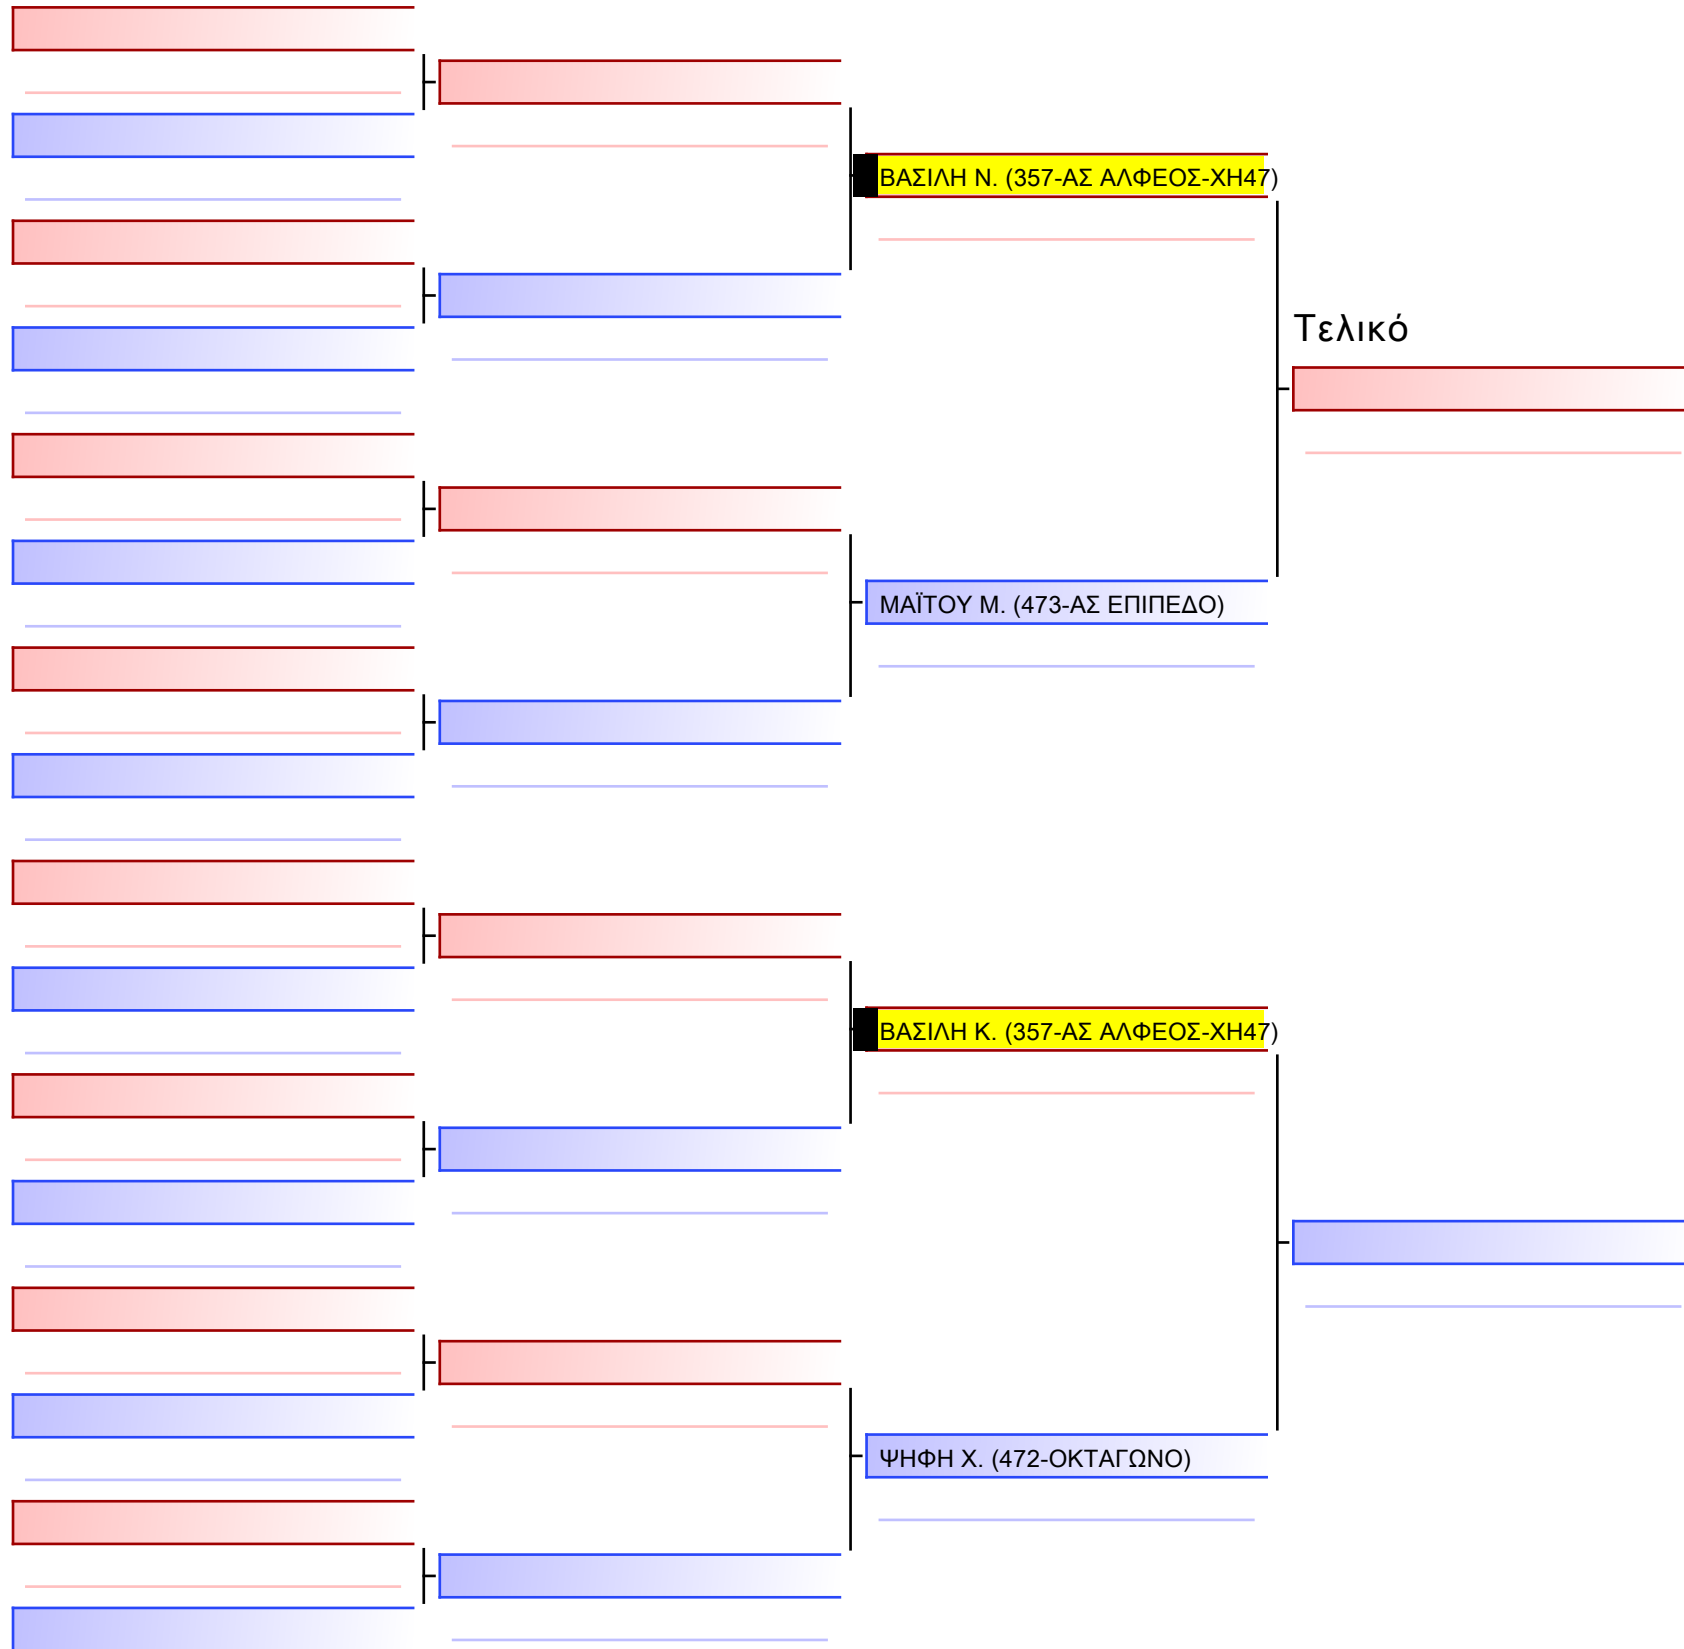 ΒΑΣΙΛΗ Ν. (357-ΑΣ ΑΛΦΕΟΣ-ΧΗ47)
Τελικό
ΜΑΪΤΟΥ Μ. (473-ΑΣ ΕΠΙΠΕΔΟ)
ΒΑΣΙΛΗ Κ. (357-ΑΣ ΑΛΦΕΟΣ-ΧΗ47)
ΨΗΦΗ Χ. (472-ΟΚΤΑΓΩΝΟ)